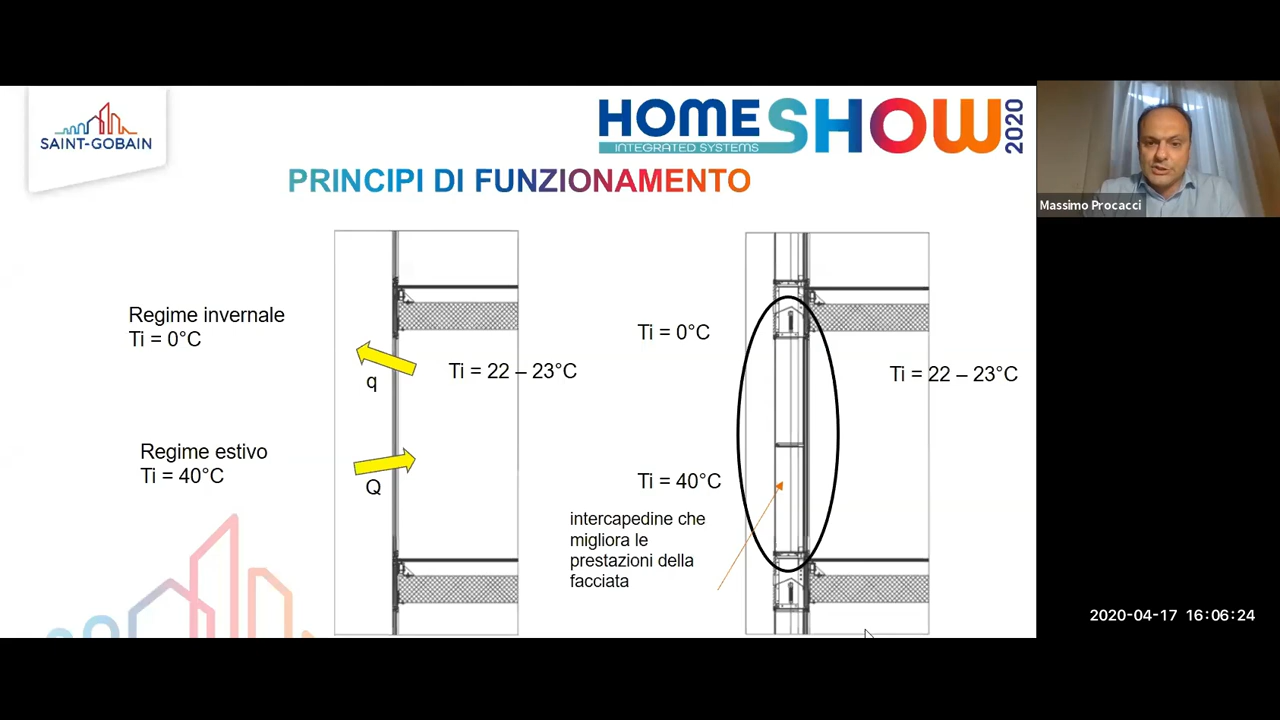 SAINT-GOBAIN
HOMESHOW 2020
INTEGRATED SYSTEMS
PRINCIPI DI FUNZIONAMENTO
Massimo Procacci
Regime invernale
Ti = 0°C
q
Ti = 22 – 23°C
Regime estivo
Ti = 40°C
Q
Ti = 0°C
Ti = 22 – 23°C
Ti = 40°C
intercapedine che
migliora le
prestazioni della
facciata
2020-04-17 16:06:24